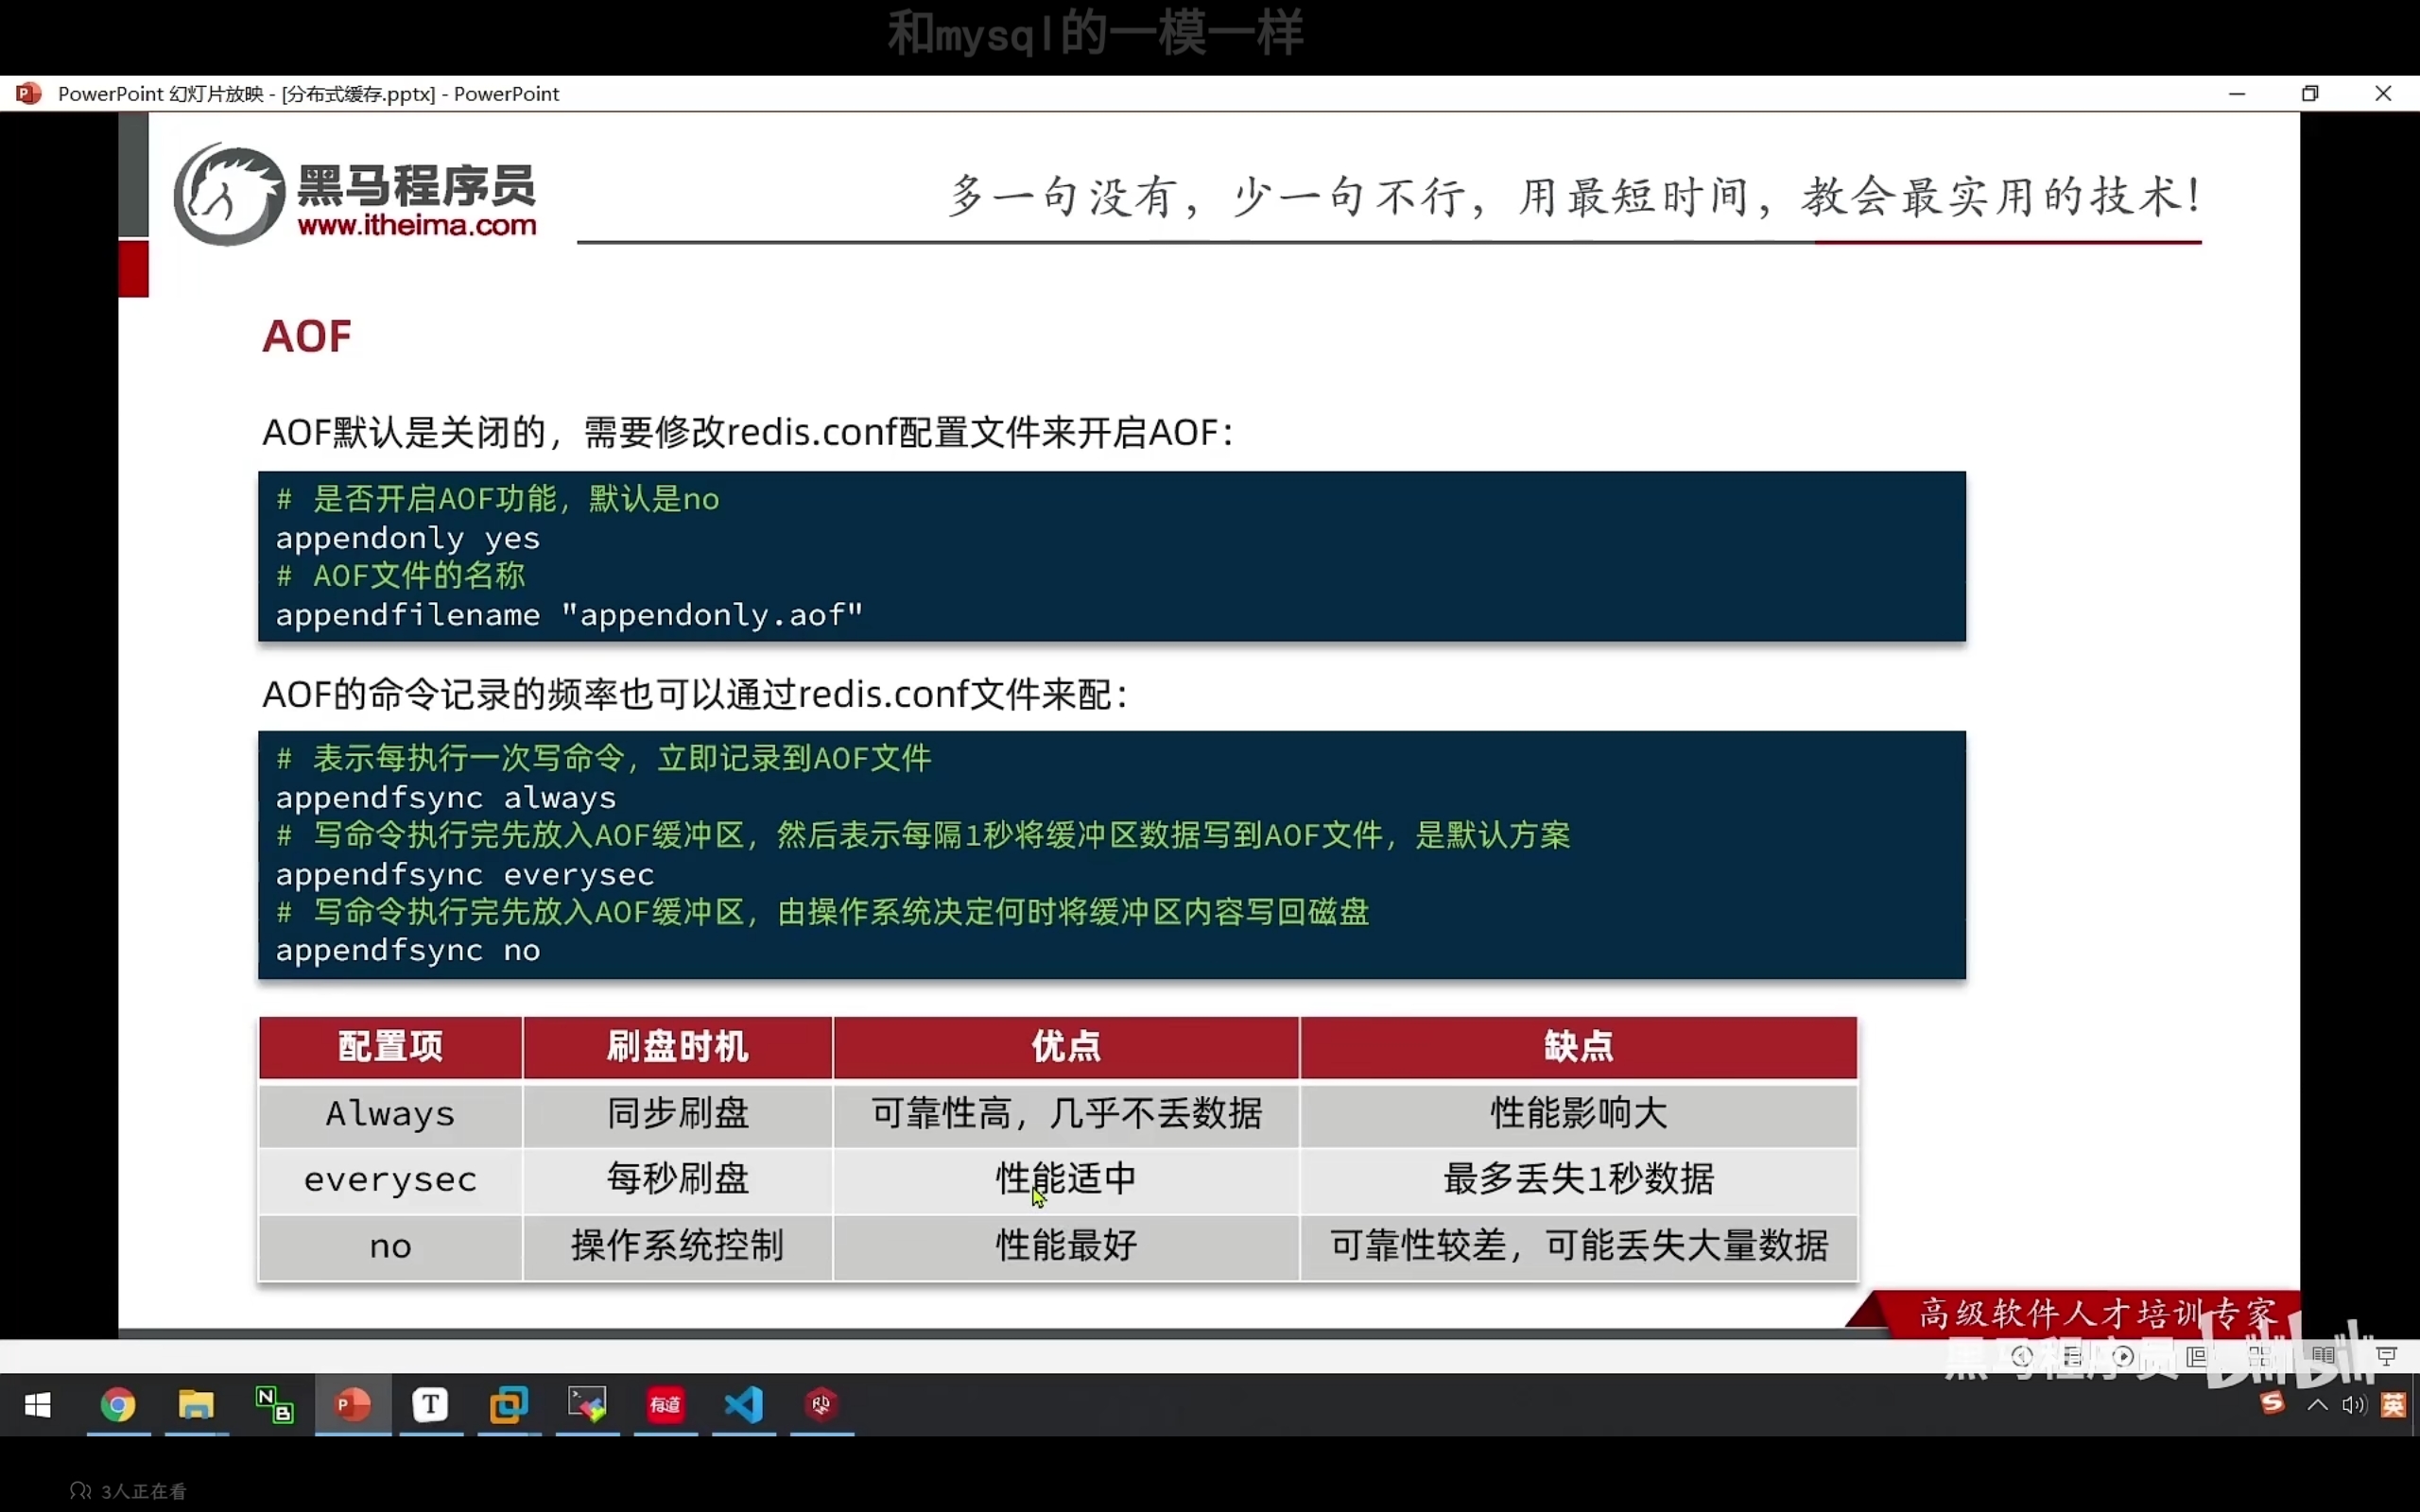 和mysql的一模一样
PowerPoint 幻灯片放映 - [分布式缓存.pptx] - PowerPoint
黑马程序员
www.itheima.com
多一句没有，少一句不行，用最短时间，教会最实用的技术！
AOF
AOF默认是关闭的，需要修改redis.conf配置文件来开启AOF：
# 是否开启AOF功能，默认是no
appendonly yes
# AOF文件的名称
appendfilename "appendonly.aof"
AOF的命令记录的频率也可以通过redis.conf文件来配：
# 表示每执行一次写命令，立即记录到AOF文件
appendfsync always
# 写命令执行完先放入AOF缓冲区，然后表示每隔1秒将缓冲区数据写到AOF文件，是默认方案
appendfsync everysec
# 写命令执行完先放入AOF缓冲区，由操作系统决定何时将缓冲区内容写回磁盘
appendfsync no
配置项 刷盘时机 优点 缺点
Always 同步刷盘 可靠性高，几乎不丢数据 性能影响大
everysec 每秒刷盘 性能适中 最多丢失1秒数据
no 操作系统控制 性能最好 可靠性较差，可能丢失大量数据
高级软件人才培训专家
黑马程序员 bilibili
有道
英
3人正在看